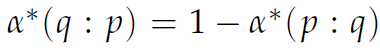 α*(q : p) = 1 − α*(p : q)